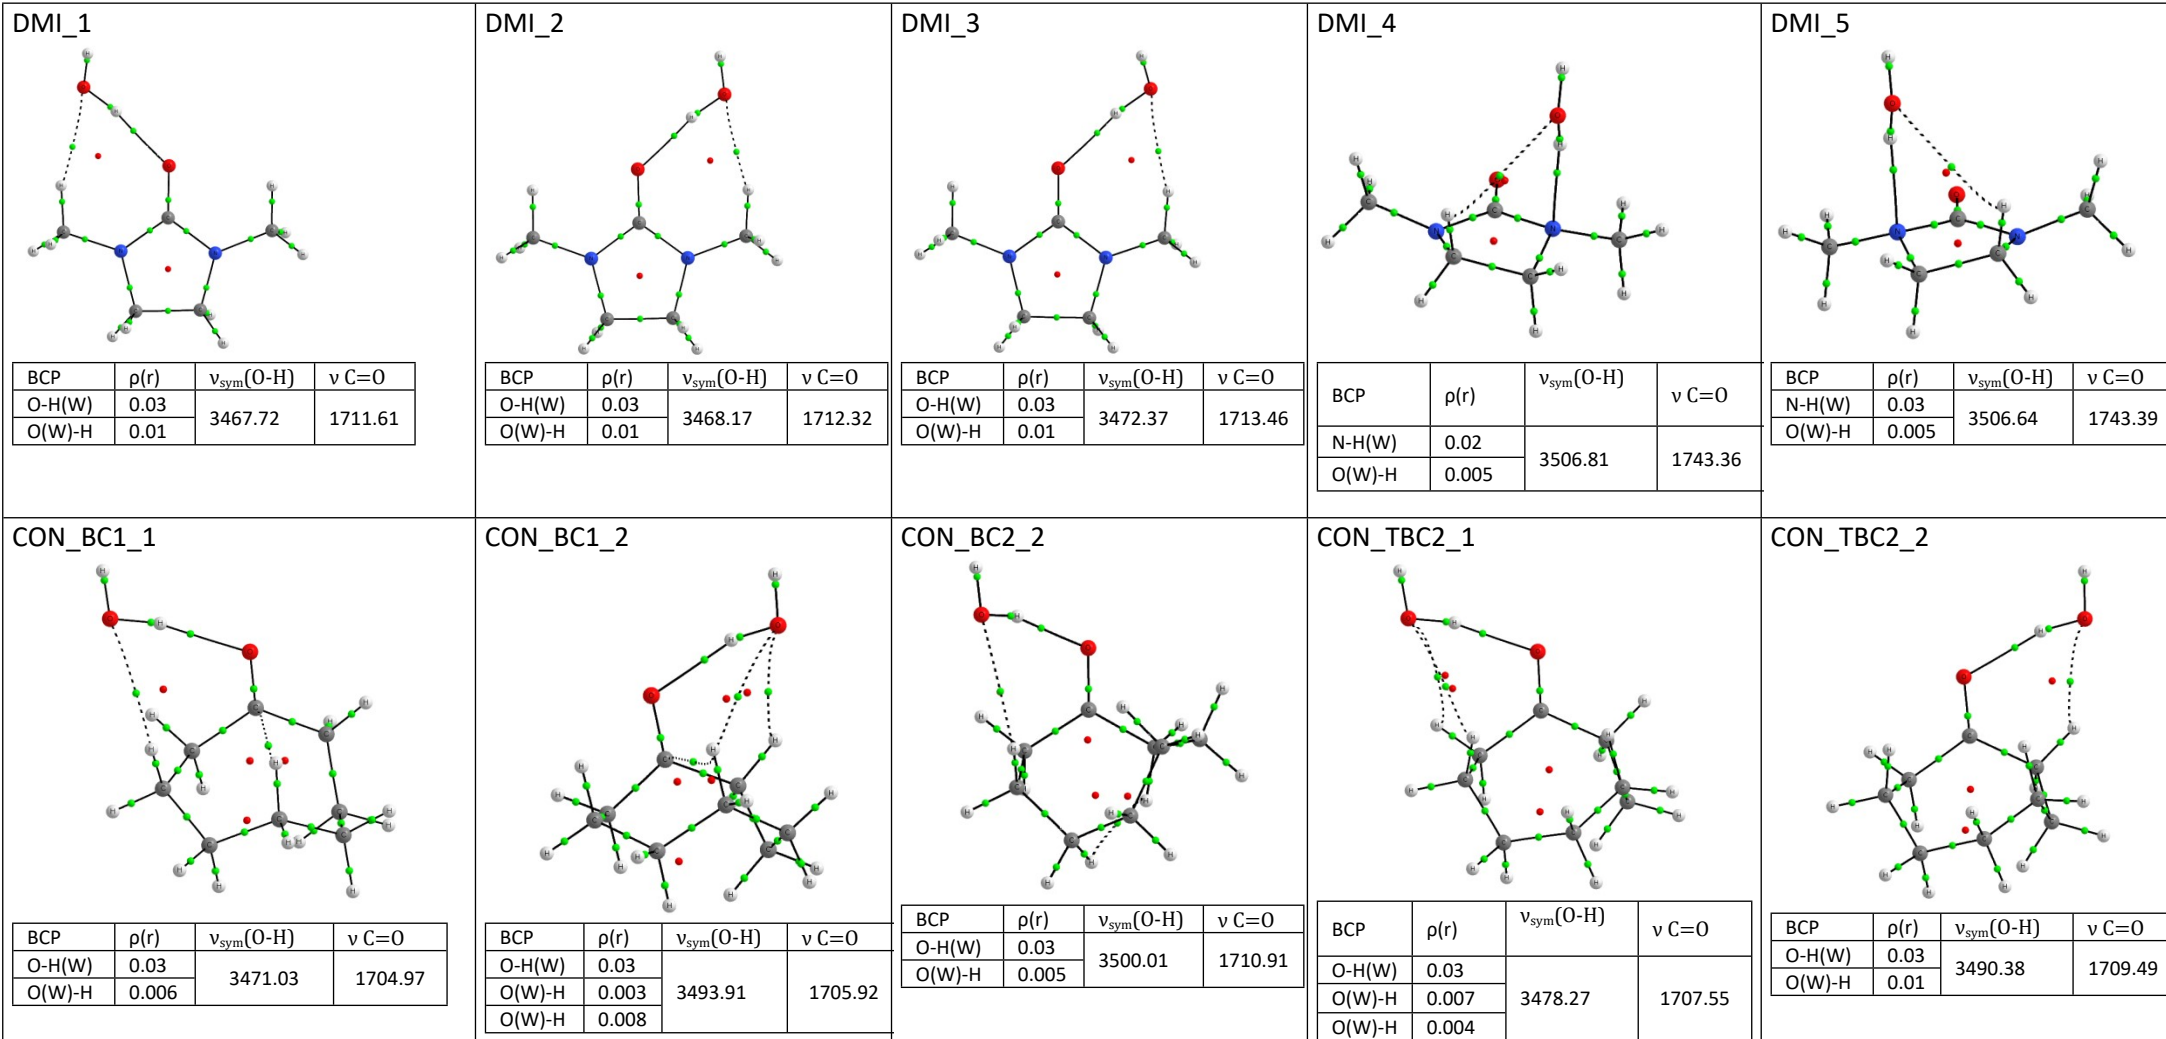 DMI_1
BCP ρ(r) νsym(O-H) ν C=O
O-H(W) 0.03 3467.72 1711.61
O(W)-H 0.01
DMI_2
BCP ρ(r) νsym(O-H) ν C=O
O-H(W) 0.03 3468.17 1712.32
O(W)-H 0.01
DMI_3
BCP ρ(r) νsym(O-H) ν C=O
O-H(W) 0.03 3472.37 1713.46
O(W)-H 0.01
DMI_4
BCP ρ(r) νsym(O-H) ν C=O
N-H(W) 0.02 3506.81 1743.36
O(W)-H 0.005
DMI_5
BCP ρ(r) νsym(O-H) ν C=O
N-H(W) 0.03 3506.64 1743.39
O(W)-H 0.005
CON_BC1_1
BCP ρ(r) νsym(O-H) ν C=O
O-H(W) 0.03 3471.03 1704.97
O(W)-H 0.006
CON_BC1_2
BCP ρ(r) νsym(O-H) ν C=O
O-H(W) 0.03
O(W)-H 0.003 3493.91 1705.92
O(W)-H 0.008
CON_BC2_2
BCP ρ(r) νsym(O-H) ν C=O
O-H(W) 0.03 3500.01 1710.91
O(W)-H 0.005
CON_TBC2_1
BCP ρ(r) νsym(O-H) ν C=O
O-H(W) 0.03
O(W)-H 0.007 3478.27 1707.55
O(W)-H 0.004
CON_TBC2_2
BCP ρ(r) νsym(O-H) ν C=O
O-H(W) 0.03 3490.38 1709.49
O(W)-H 0.01